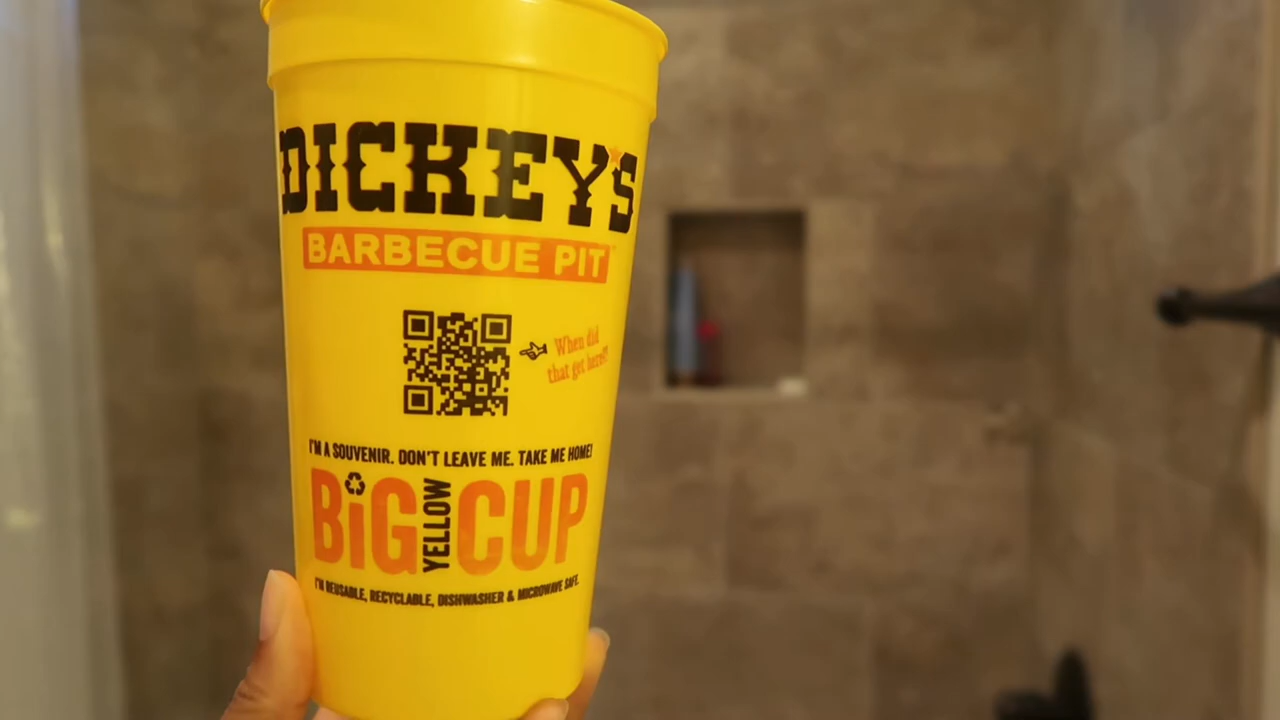 DICKEY'S
BARBECUE PIT
When did
that get here!?
I'M A SOUVENIR. DON'T LEAVE ME. TAKE ME HOME!
BiG YELLOW CUP
I'M REUSABLE, RECYCLABLE, DISHWASHER & MICROWAVE SAFE.